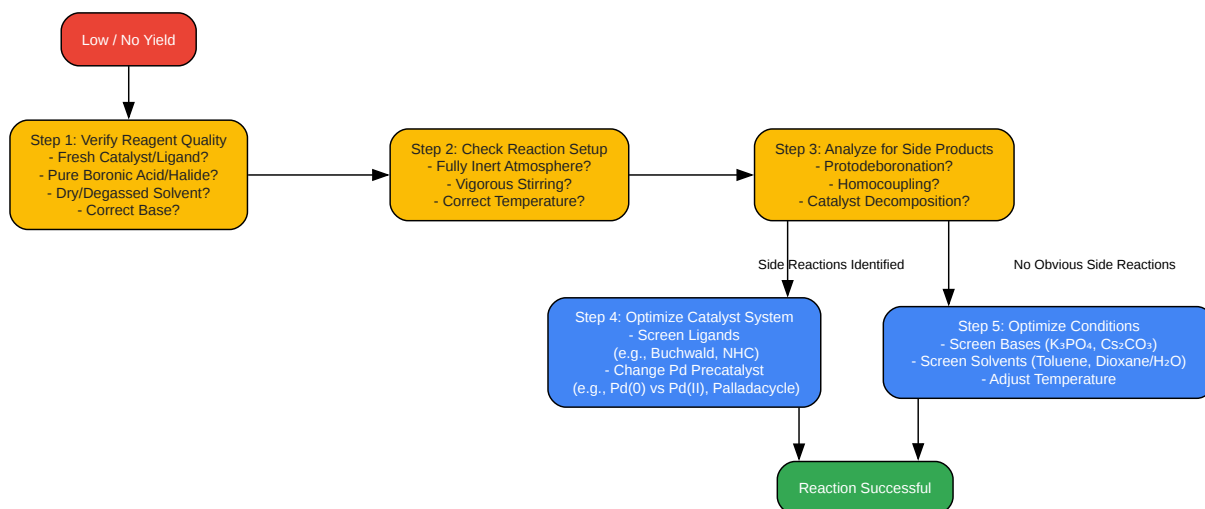 Low / No Yield
Step 1: Verify Reagent Quality
- Fresh Catalyst/Ligand?
- Pure Boronic Acid/Halide?
- Dry/Degassed Solvent?
- Correct Base?
Step 2: Check Reaction Setup
- Fully Inert Atmosphere?
- Vigorous Stirring?
- Correct Temperature?
Step 3: Analyze for Side Products
- Protodeboronation?
- Homocoupling?
- Catalyst Decomposition?
Side Reactions Identified
No Obvious Side Reactions
Step 4: Optimize Catalyst System
- Screen Ligands
(e.g., Buchwald, NHC)
- Change Pd Precatalyst
(e.g., Pd(0) vs Pd(II), Palladacycle)
Step 5: Optimize Conditions
- Screen Bases (K₃PO₄, Cs₂CO₃)
- Screen Solvents (Toluene, Dioxane/H₂O)
- Adjust Temperature
Reaction Successful